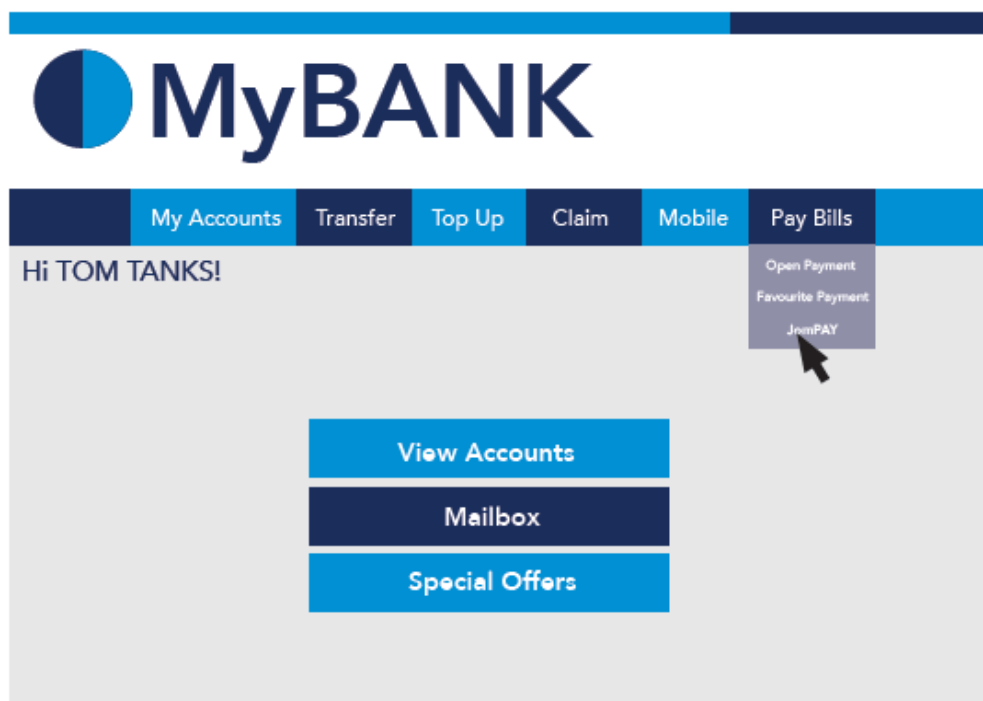 MyBANK
My Accounts Transfer Top Up Claim Mobile Pay Bills
Hi TOM TANKS!
Open Payment
Favourite Payment
JomPAY
View Accounts
Mailbox
Special Offers